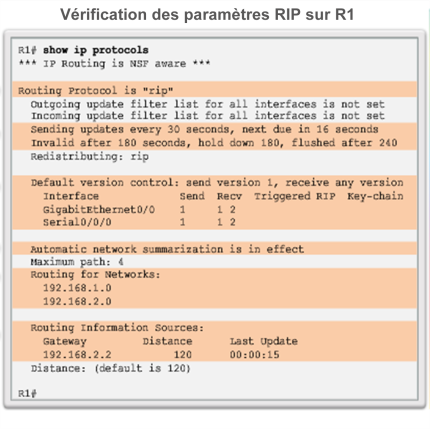 Vérification des paramètres RIP sur R1
R1# show ip protocols
*** IP Routing is NSF aware ***
Routing Protocol is "rip"
Outgoing update filter list for all interfaces is not set
Incoming update filter list for all interfaces is not set
Sending updates every 30 seconds, next due in 16 seconds
Invalid after 180 seconds, hold down 180, flushed after 240
Redistributing: rip
Default version control: send version 1, receive any version
Interface Send Recv Triggered RIP Key-chain
GigabitEthernet0/0 1 1 2
Serial0/0/0 1 1 2
Automatic network summarization is in effect
Maximum path: 4
Routing for Networks:
192.168.1.0
192.168.2.0
Routing Information Sources:
Gateway Distance Last Update
192.168.2.2 120 00:00:15
Distance: (default is 120)
R1#